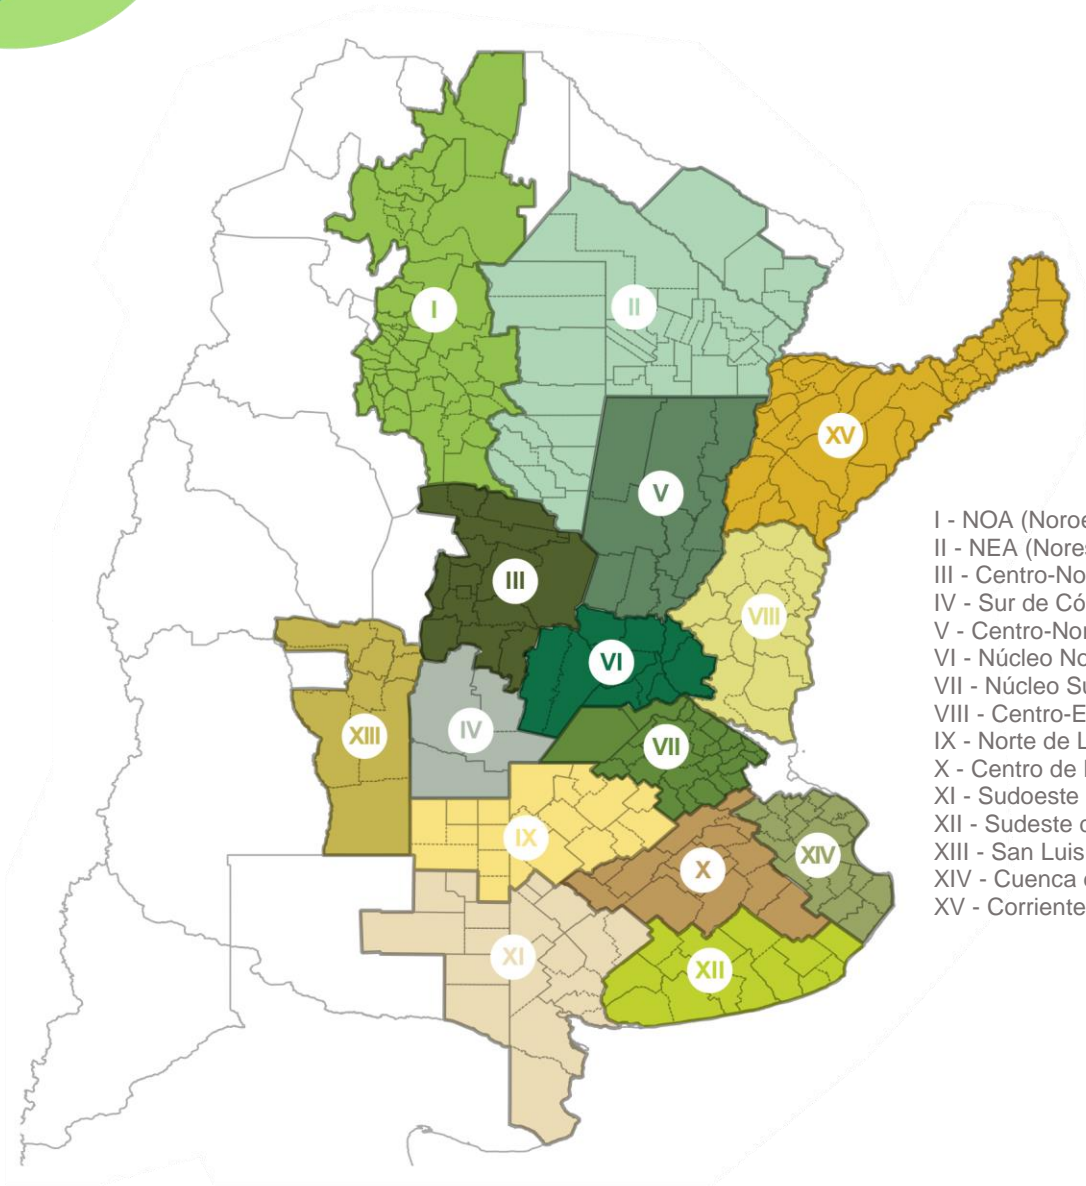 I
II
XV
V
III
VIII
VI
XIII
IV
VII
IX
XIV
X
XI
XII
I - NOA (Noroe
II - NEA (Nores
III - Centro-No
IV - Sur de Có
V - Centro-Nor
VI - Núcleo No
VII - Núcleo Su
VIII - Centro-E
IX - Norte de L
X - Centro de
XI - Sudoeste
XII - Sudeste
XIII - San Luis
XIV - Cuenca
XV - Corriente